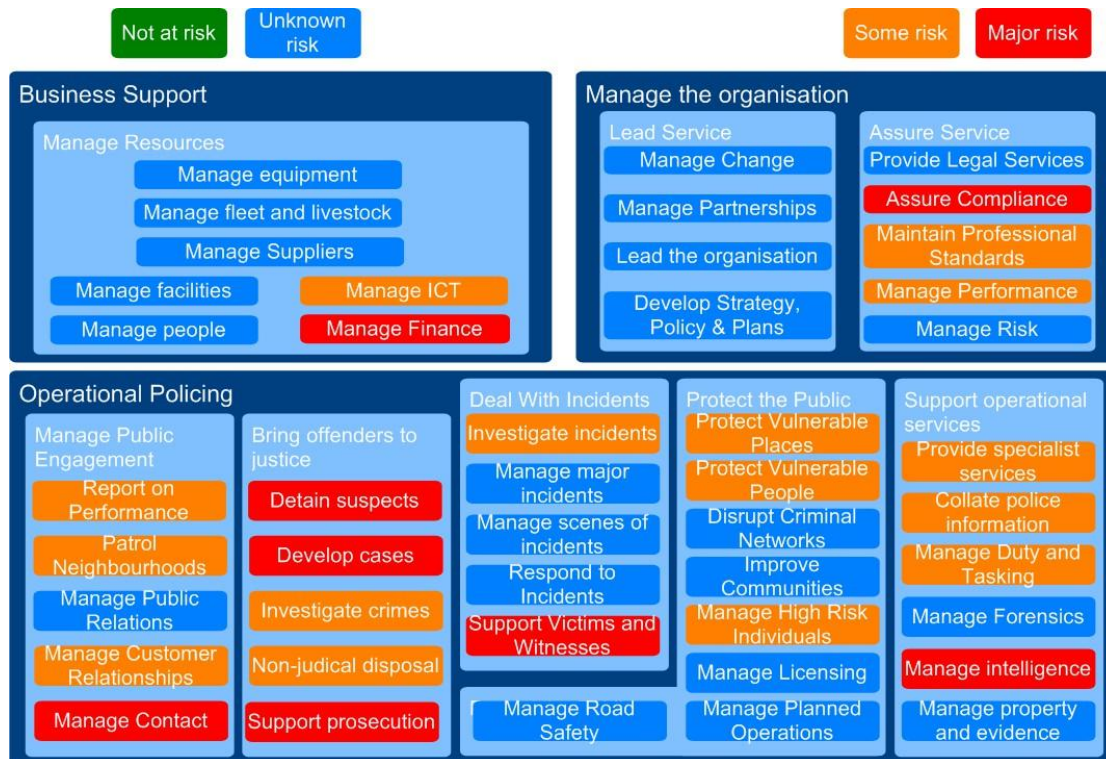 Not at risk
Unknown
risk
Some risk
Major risk
Business Support
Manage Resources
Manage equipment
Manage fleet and livestock
Manage Suppliers
Manage facilities
Manage ICT
Manage people
Manage Finance
Manage the organisation
Lead Service
Manage Change
Manage Partnerships
Lead the organisation
Develop Strategy,
Policy & Plans
Assure Service
Provide Legal Services
Assure Compliance
Maintain Professional
Standards
Manage Performance
Manage Risk
Operational Policing
Manage Public
Engagement
Report on
Performance
Patrol
Neighbourhoods
Manage Public
Relations
Manage Customer
Relationships
Manage Contact
Bring offenders to
justice
Detain suspects
Develop cases
Investigate crimes
Non-judical disposal
Support prosecution
Deal With Incidents
Investigate incidents
Manage major
incidents
Manage scenes of
incidents
Respond to
Incidents
Support Victims and
Witnesses
Manage Road
Safety
Protect the Public
Protect Vulnerable
Places
Protect Vulnerable
People
Disrupt Criminal
Networks
Improve
Communities
Manage High Risk
Individuals
Manage Licensing
Manage Planned
Operations
Support operational
services
Provide specialist
services
Collate police
information
Manage Duty and
Tasking
Manage Forensics
Manage intelligence
Manage property
and evidence